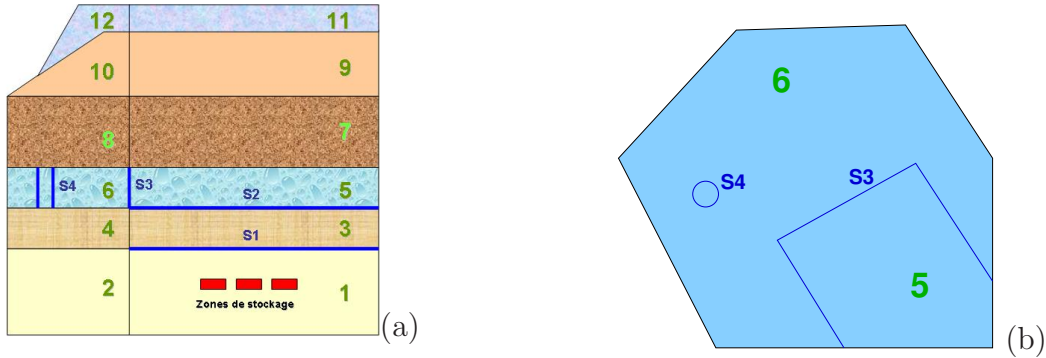 12 11
10 9
8 7
S4 6 S3 S2 5
4 S1 3
2 1
Zones de stockage
(a)
6
S4 S3
5
(b)